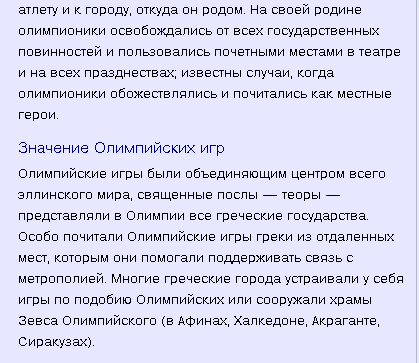 атлету и к городу, откуда он родом. На своей родине
олимпионики освобождались от всех государственных
повинностей и пользовались почетными местами в театре
и на всех празднествах; известны случаи, когда
олимпионики обожествлялись и почитались как местные
герои.
Значение Олимпийских игр
Олимпийские игры были объединяющим центром всего
эллинского мира, священные послы — теоры —
представляли в Олимпии все греческие государства.
Особо почитали Олимпийские игры греки из отдаленных
мест, которым они помогали поддерживать связь с
метрополией. Многие греческие города устраивали у себя
игры по подобию Олимпийских или сооружали храмы
Зевса Олимпийского (в Афинах, Халкедоне, Акраганте,
Сиракузах).